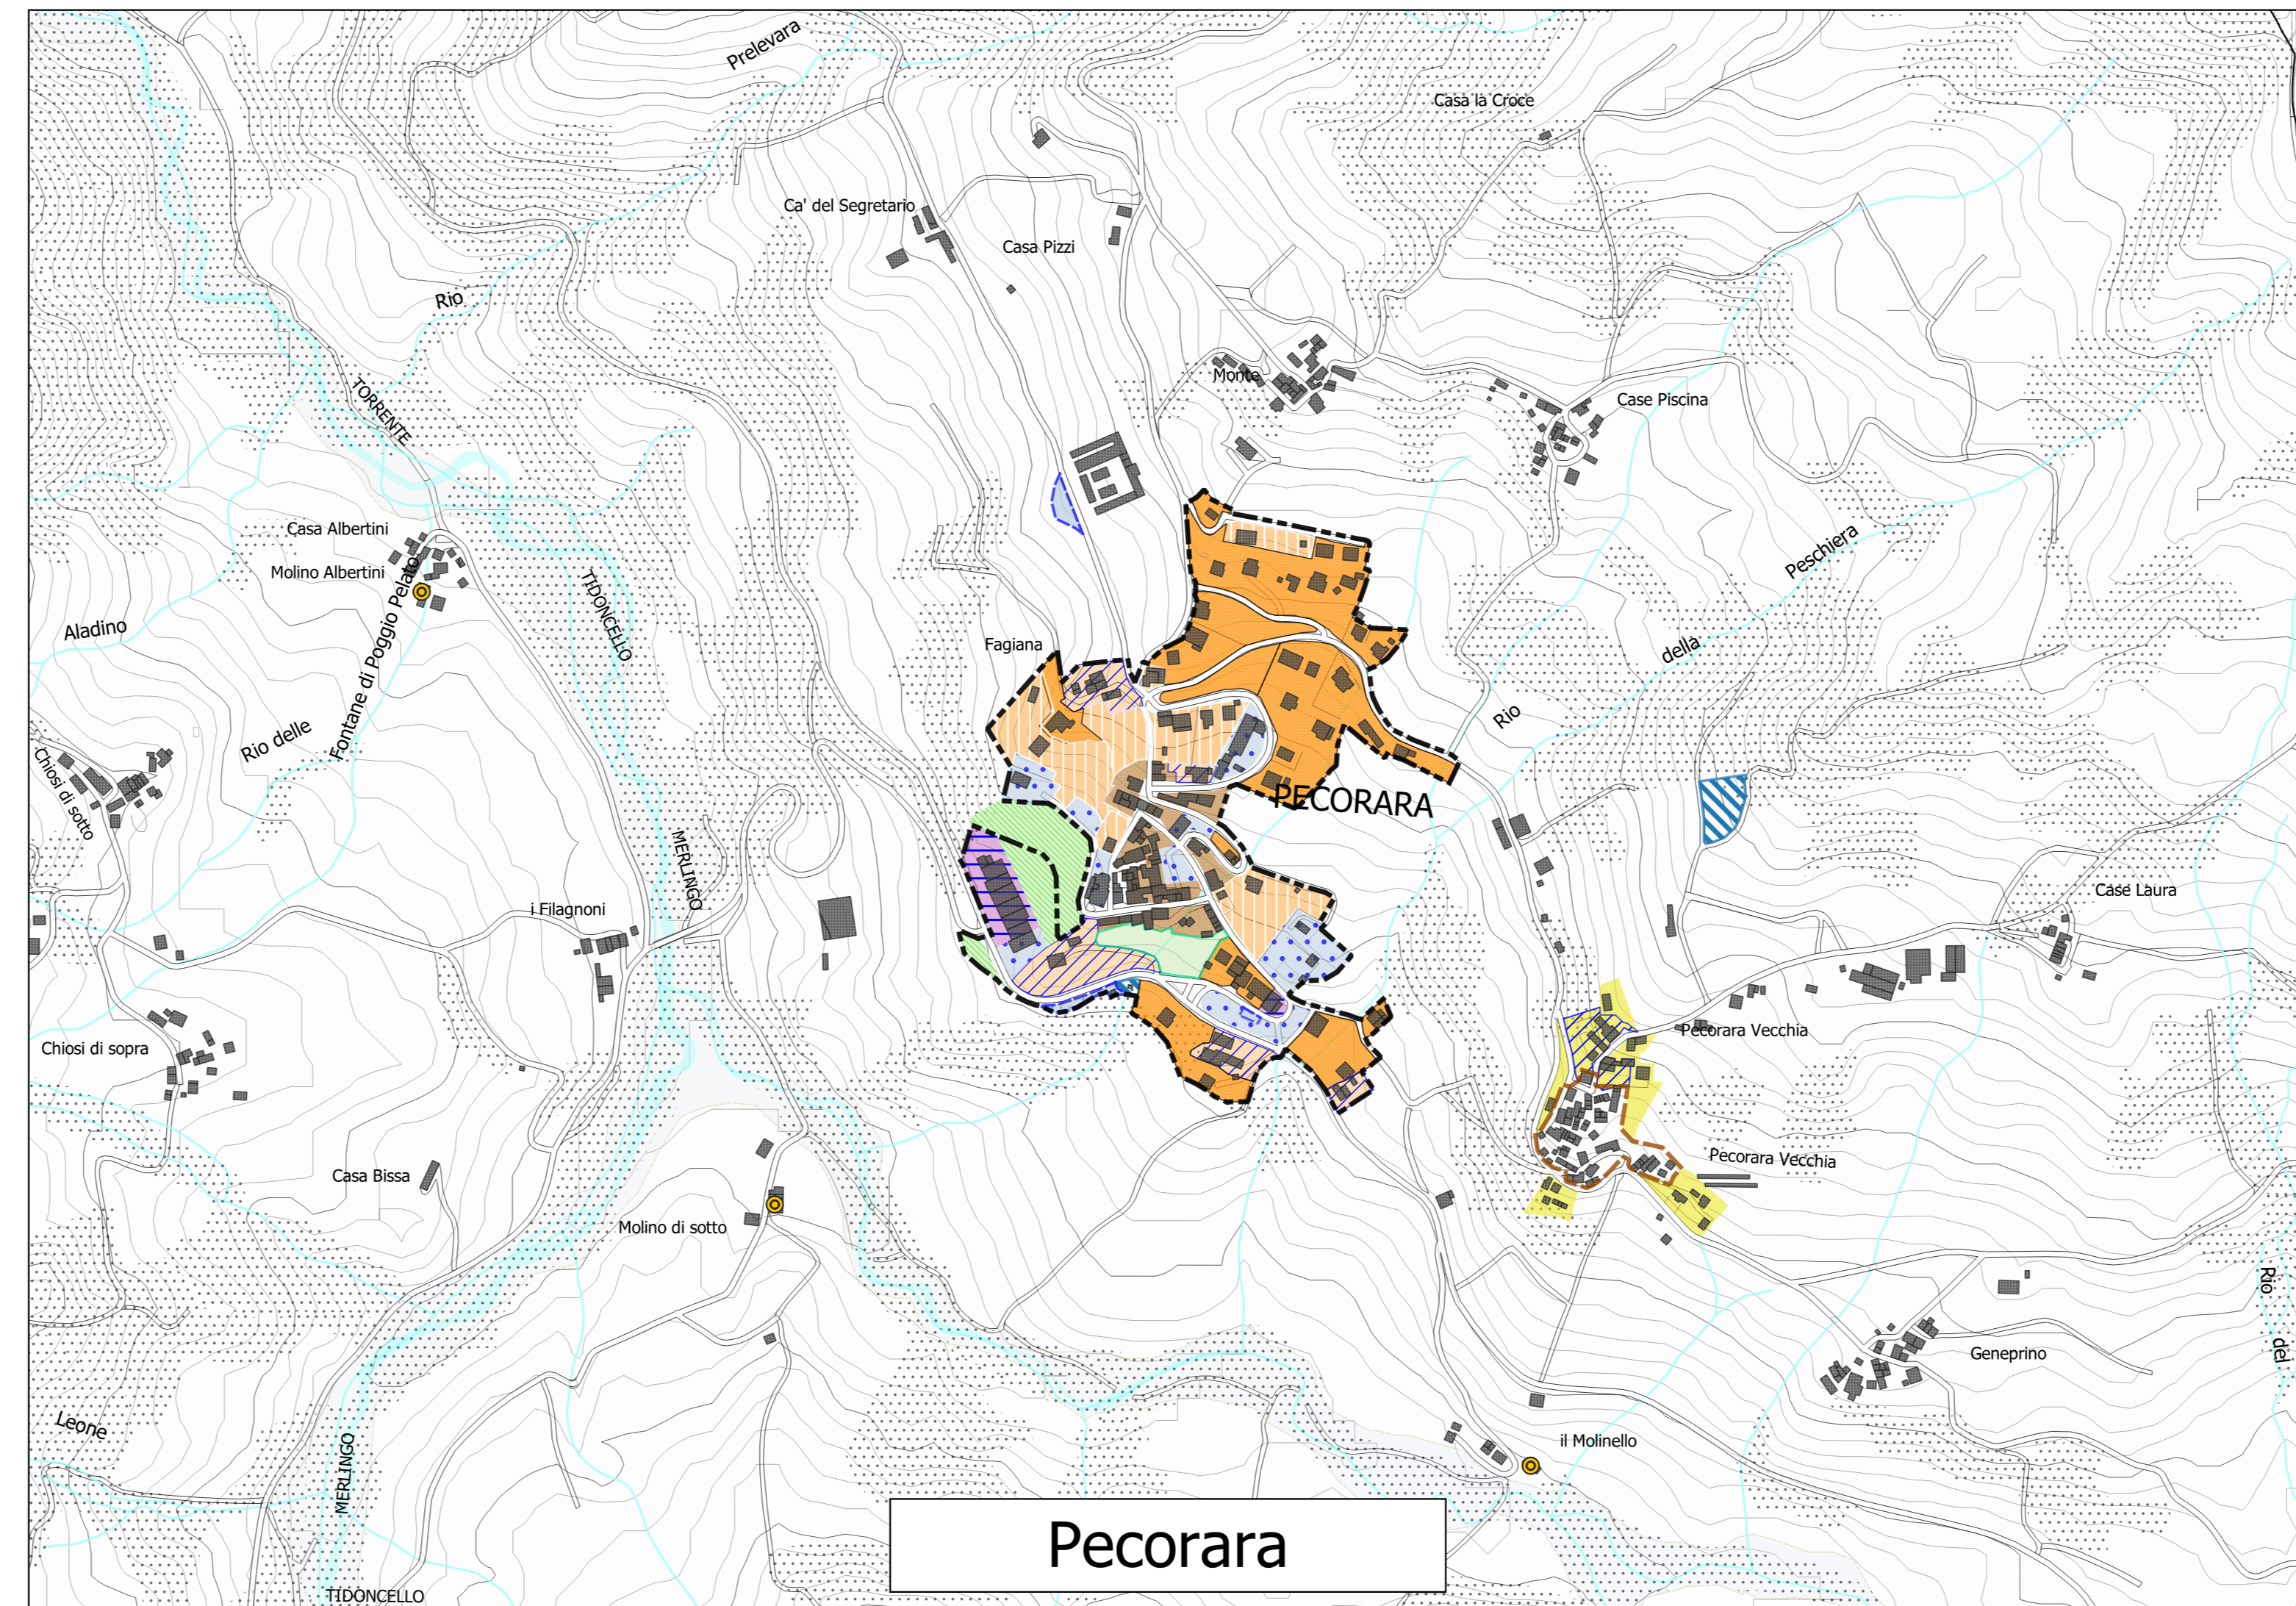 Prelevara
Casa la Croce
Ca' del Segretario
Casa Pizzi
Rio
Monte
Case Piscina
TORRENTE
Casa Albertini
Molino Albertini
Peschiera
Aladino
TIDONCELLO
Fagiana
della
Fontane di Poggio Pelato
Rio delle
Rio
Chiosi di sotto
PECORARA
MERLINGO
Case Laura
i Filagnoni
Chiosi di sopra
Pecorara Vecchia
Pecorara Vecchia
Casa Bissa
Molino di sotto
Rio
del
Geneprino
Leone
il Molinello
MERLINGO
Pecorara
TIDONCELLO